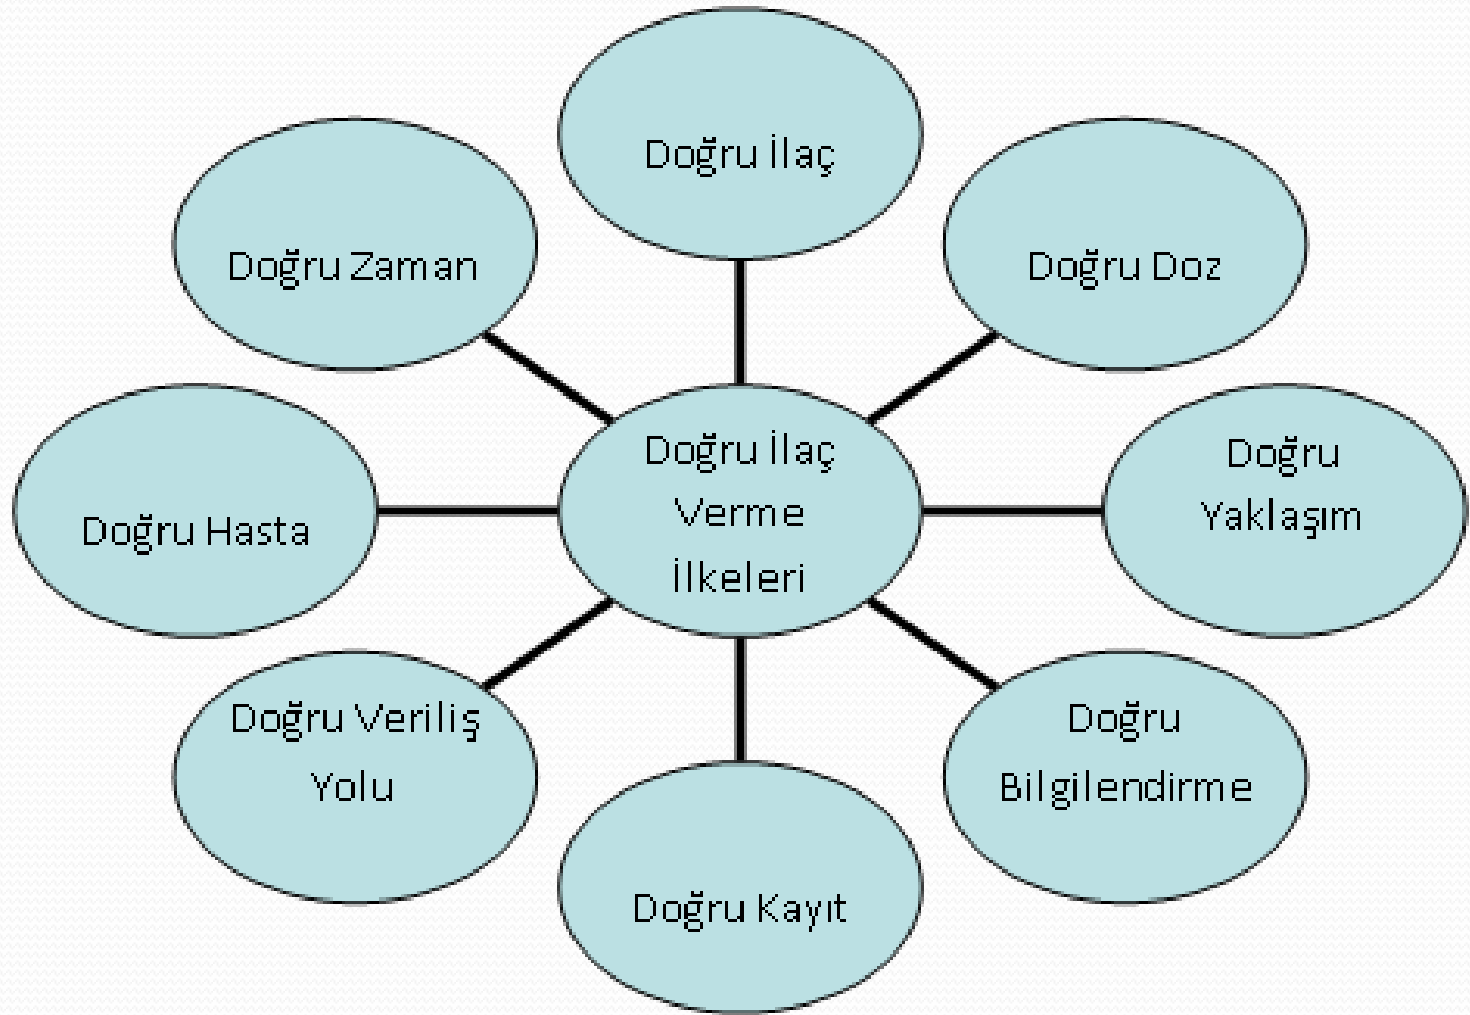 Doğru İlaç
Doğru Zaman
Doğru Doz
Doğru İlaç
Verme
İlkeleri
Doğru
Yaklaşım
Doğru Hasta
Doğru Veriliş
Yolu
Doğru
Bilgilendirme
Doğru Kayıt